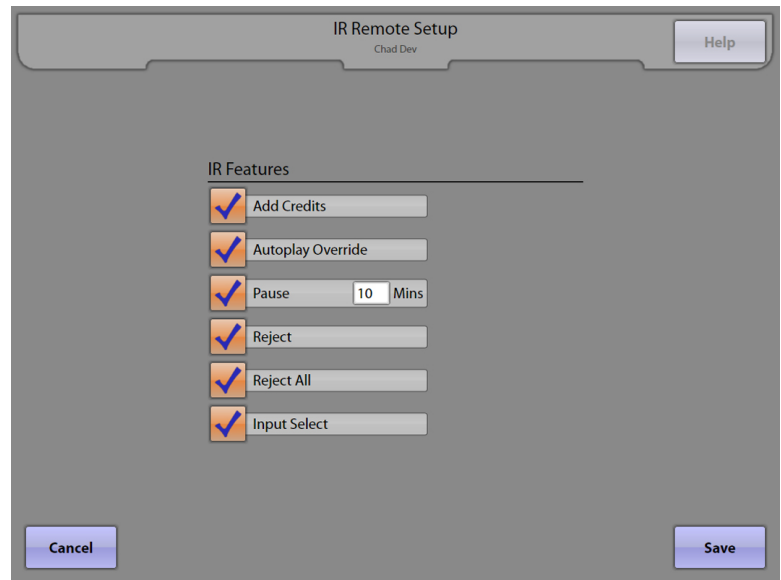 IR Remote Setup
Chad Dev
Help
IR Features
Add Credits
Autoplay Override
Pause 10 Mins
Reject
Reject All
Input Select
Cancel
Save